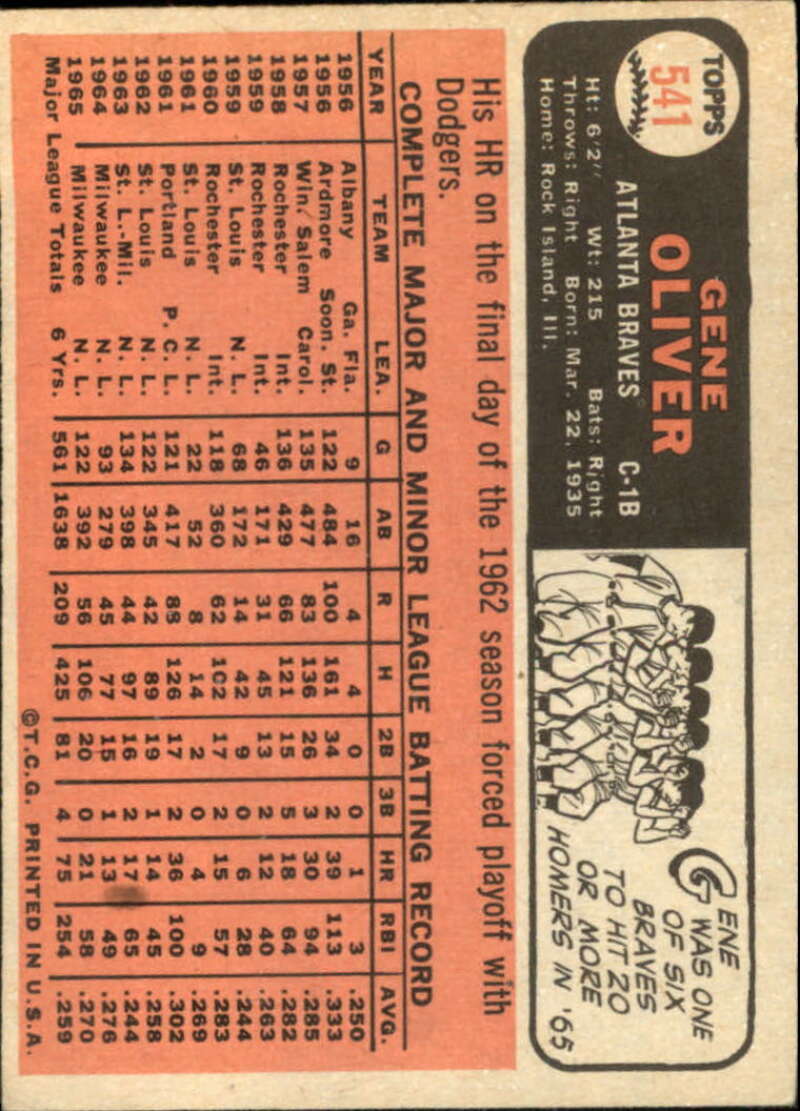 TOPPS
541
GENE
OLIVER
ATLANTA BRAVES C-1B
Ht: 6'2" Wt: 215 Bats: Right
Throws: Right Born: Mar. 22, 1935
Home: Rock Island, Ill.
GENE
WAS ONE
OF SIX
BRAVES
TO HIT 20
OR MORE
HOMERS IN '65
His HR on the final day of the 1962 season forced playoff with
Dodgers.
COMPLETE MAJOR AND MINOR LEAGUE BATTING RECORD
YEAR TEAM LEA. G AB R H 2B 3B HR RBI AVG.
1956 Albany Ga. Fla. 9 16 4 4 0 0 1 3 .250
1956 Ardmore Soon. St. 122 484 100 161 34 2 39 113 .333
1957 Win. Salem Carol. 135 477 83 136 26 3 30 94 .285
1958 Rochester Int. 136 429 66 121 15 5 18 64 .282
1959 Rochester Int. 46 171 31 45 13 2 12 40 .263
1959 St. Louis N. L. 68 172 14 42 9 0 6 28 .244
1960 Rochester Int. 118 360 62 102 17 2 15 57 .283
1961 St. Louis N. L. 22 52 8 14 2 0 4 9 .269
1961 Portland P. C. L. 121 417 88 126 17 2 36 100 .302
1962 St. Louis N. L. 122 345 42 89 19 1 14 45 .258
1963 St. L.-Mil. N. L. 134 398 44 97 16 2 17 65 .244
1964 Milwaukee N. L. 93 279 45 77 15 1 13 49 .276
1965 Milwaukee N. L. 122 392 56 106 20 0 21 58 .270
Major League Totals 6 Yrs. 561 1638 209 425 81 4 75 254 .259
©T.C.G. PRINTED IN U.S.A.